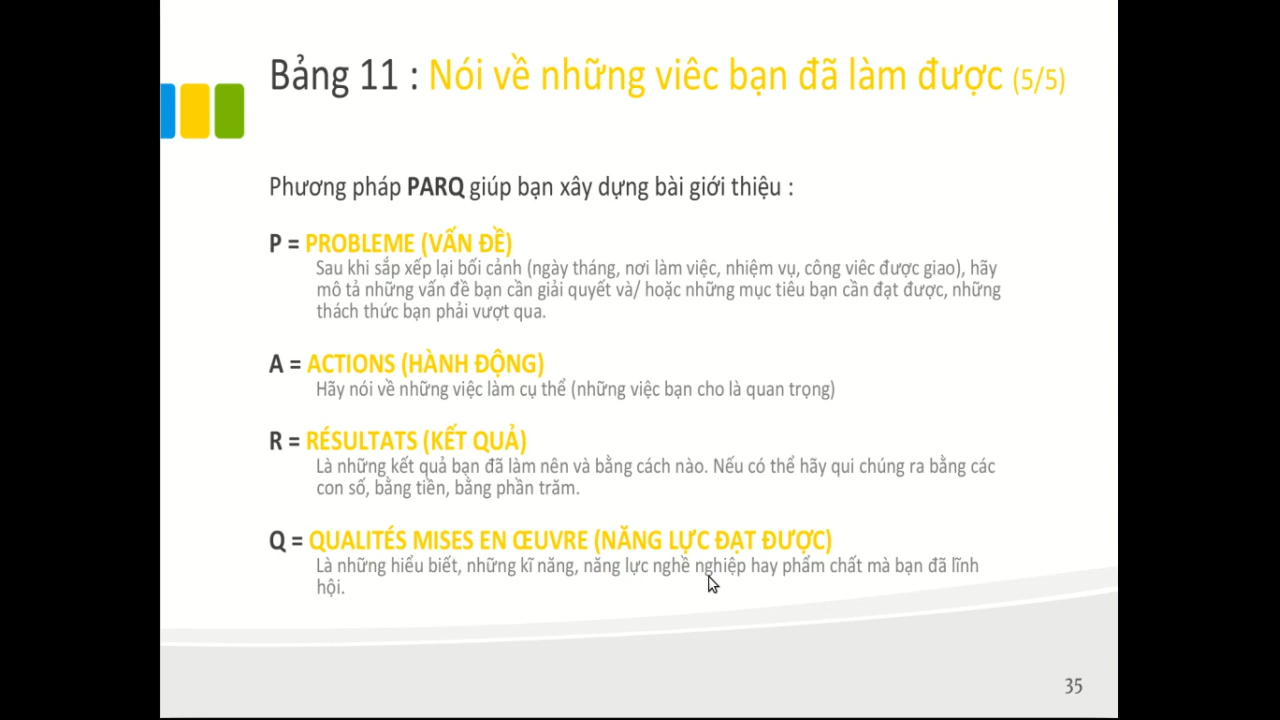 Bảng 11 : Nói về những viêc bạn đã làm được (5/5)
Phương pháp PARQ giúp bạn xây dựng bài giới thiệu :
P = PROBLEME (VẤN ĐỀ)
Sau khi sắp xếp lại bối cảnh (ngày tháng, nơi làm việc, nhiệm vụ, công viêc được giao), hãy
mô tả những vấn đề bạn cần giải quyết và/ hoặc những mục tiêu bạn cần đạt được, những
thách thức bạn phải vượt qua.
A = ACTIONS (HÀNH ĐỘNG)
Hãy nói về những việc làm cụ thể (những việc bạn cho là quan trọng)
R = RÉSULTATS (KẾT QUẢ)
Là những kết quả bạn đã làm nên và bằng cách nào. Nếu có thể hãy qui chúng ra bằng các
con số, bằng tiền, bằng phần trăm.
Q = QUALITÉS MISES EN ŒUVRE (NĂNG LỰC ĐẠT ĐƯỢC)
Là những hiểu biết, những kĩ năng, năng lực nghề nghiệp hay phẩm chất mà bạn đã lĩnh
hội.
35